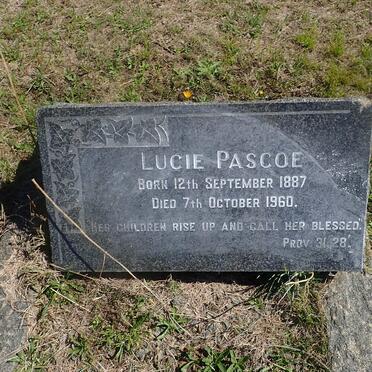 Lucie Pascoe
Born 12th September 1887
Died 7th October 1960.
Her children rise up and call her blessed.
Prov. 31.28.